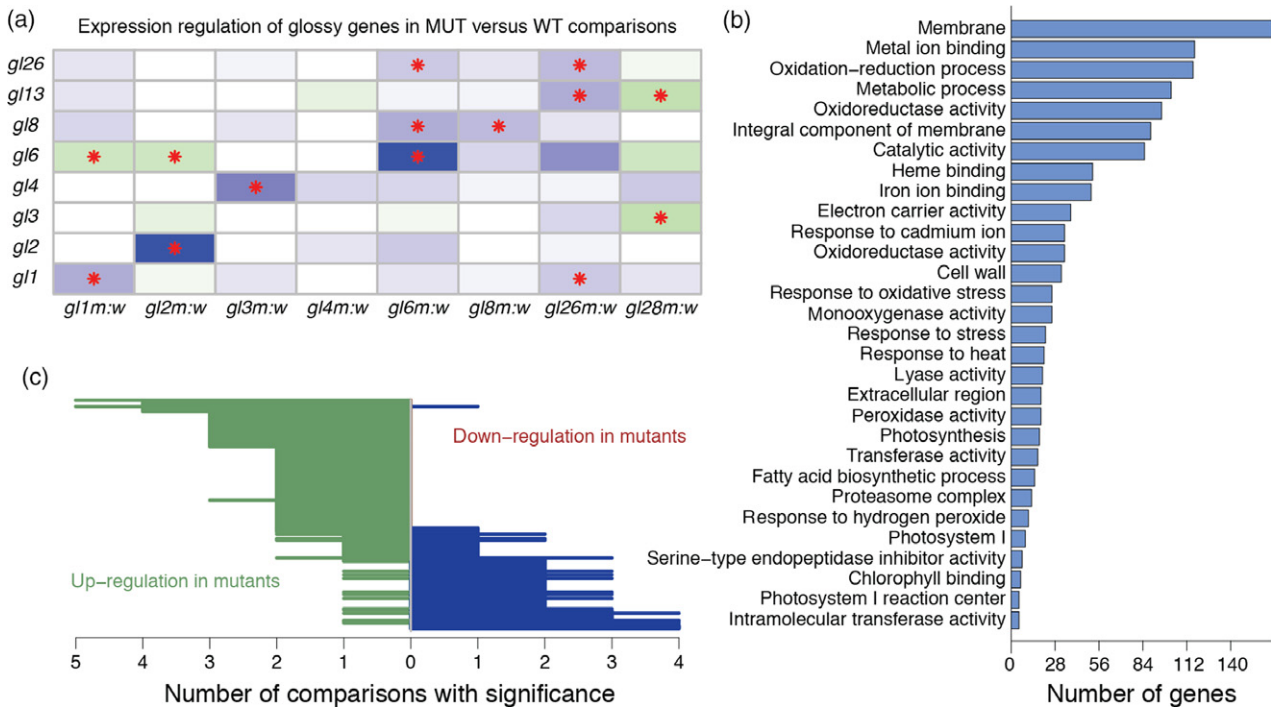 (a)
Expression regulation of glossy genes in MUT versus WT comparisons
gl26
gl13
gl8
gl6
gl4
gl3
gl2
gl1
gl1m:w gl2m:w gl3m:w gl4m:w gl6m:w gl8m:w gl26m:w gl28m:w
(b)
Membrane
Metal ion binding
Oxidation−reduction process
Metabolic process
Oxidoreductase activity
Integral component of membrane
Catalytic activity
Heme binding
Iron ion binding
Electron carrier activity
Response to cadmium ion
Oxidoreductase activity
Cell wall
Response to oxidative stress
Monooxygenase activity
Response to stress
Response to heat
Lyase activity
Extracellular region
Peroxidase activity
Photosynthesis
Transferase activity
Fatty acid biosynthetic process
Proteasome complex
Response to hydrogen peroxide
Photosystem I
Serine−type endopeptidase inhibitor activity
Chlorophyll binding
Photosystem I reaction center
Intramolecular transferase activity
0 28 56 84 112 140
Number of genes
(c)
Down−regulation in mutants
Up−regulation in mutants
5 4 3 2 1 0 1 2 3 4
Number of comparisons with significance